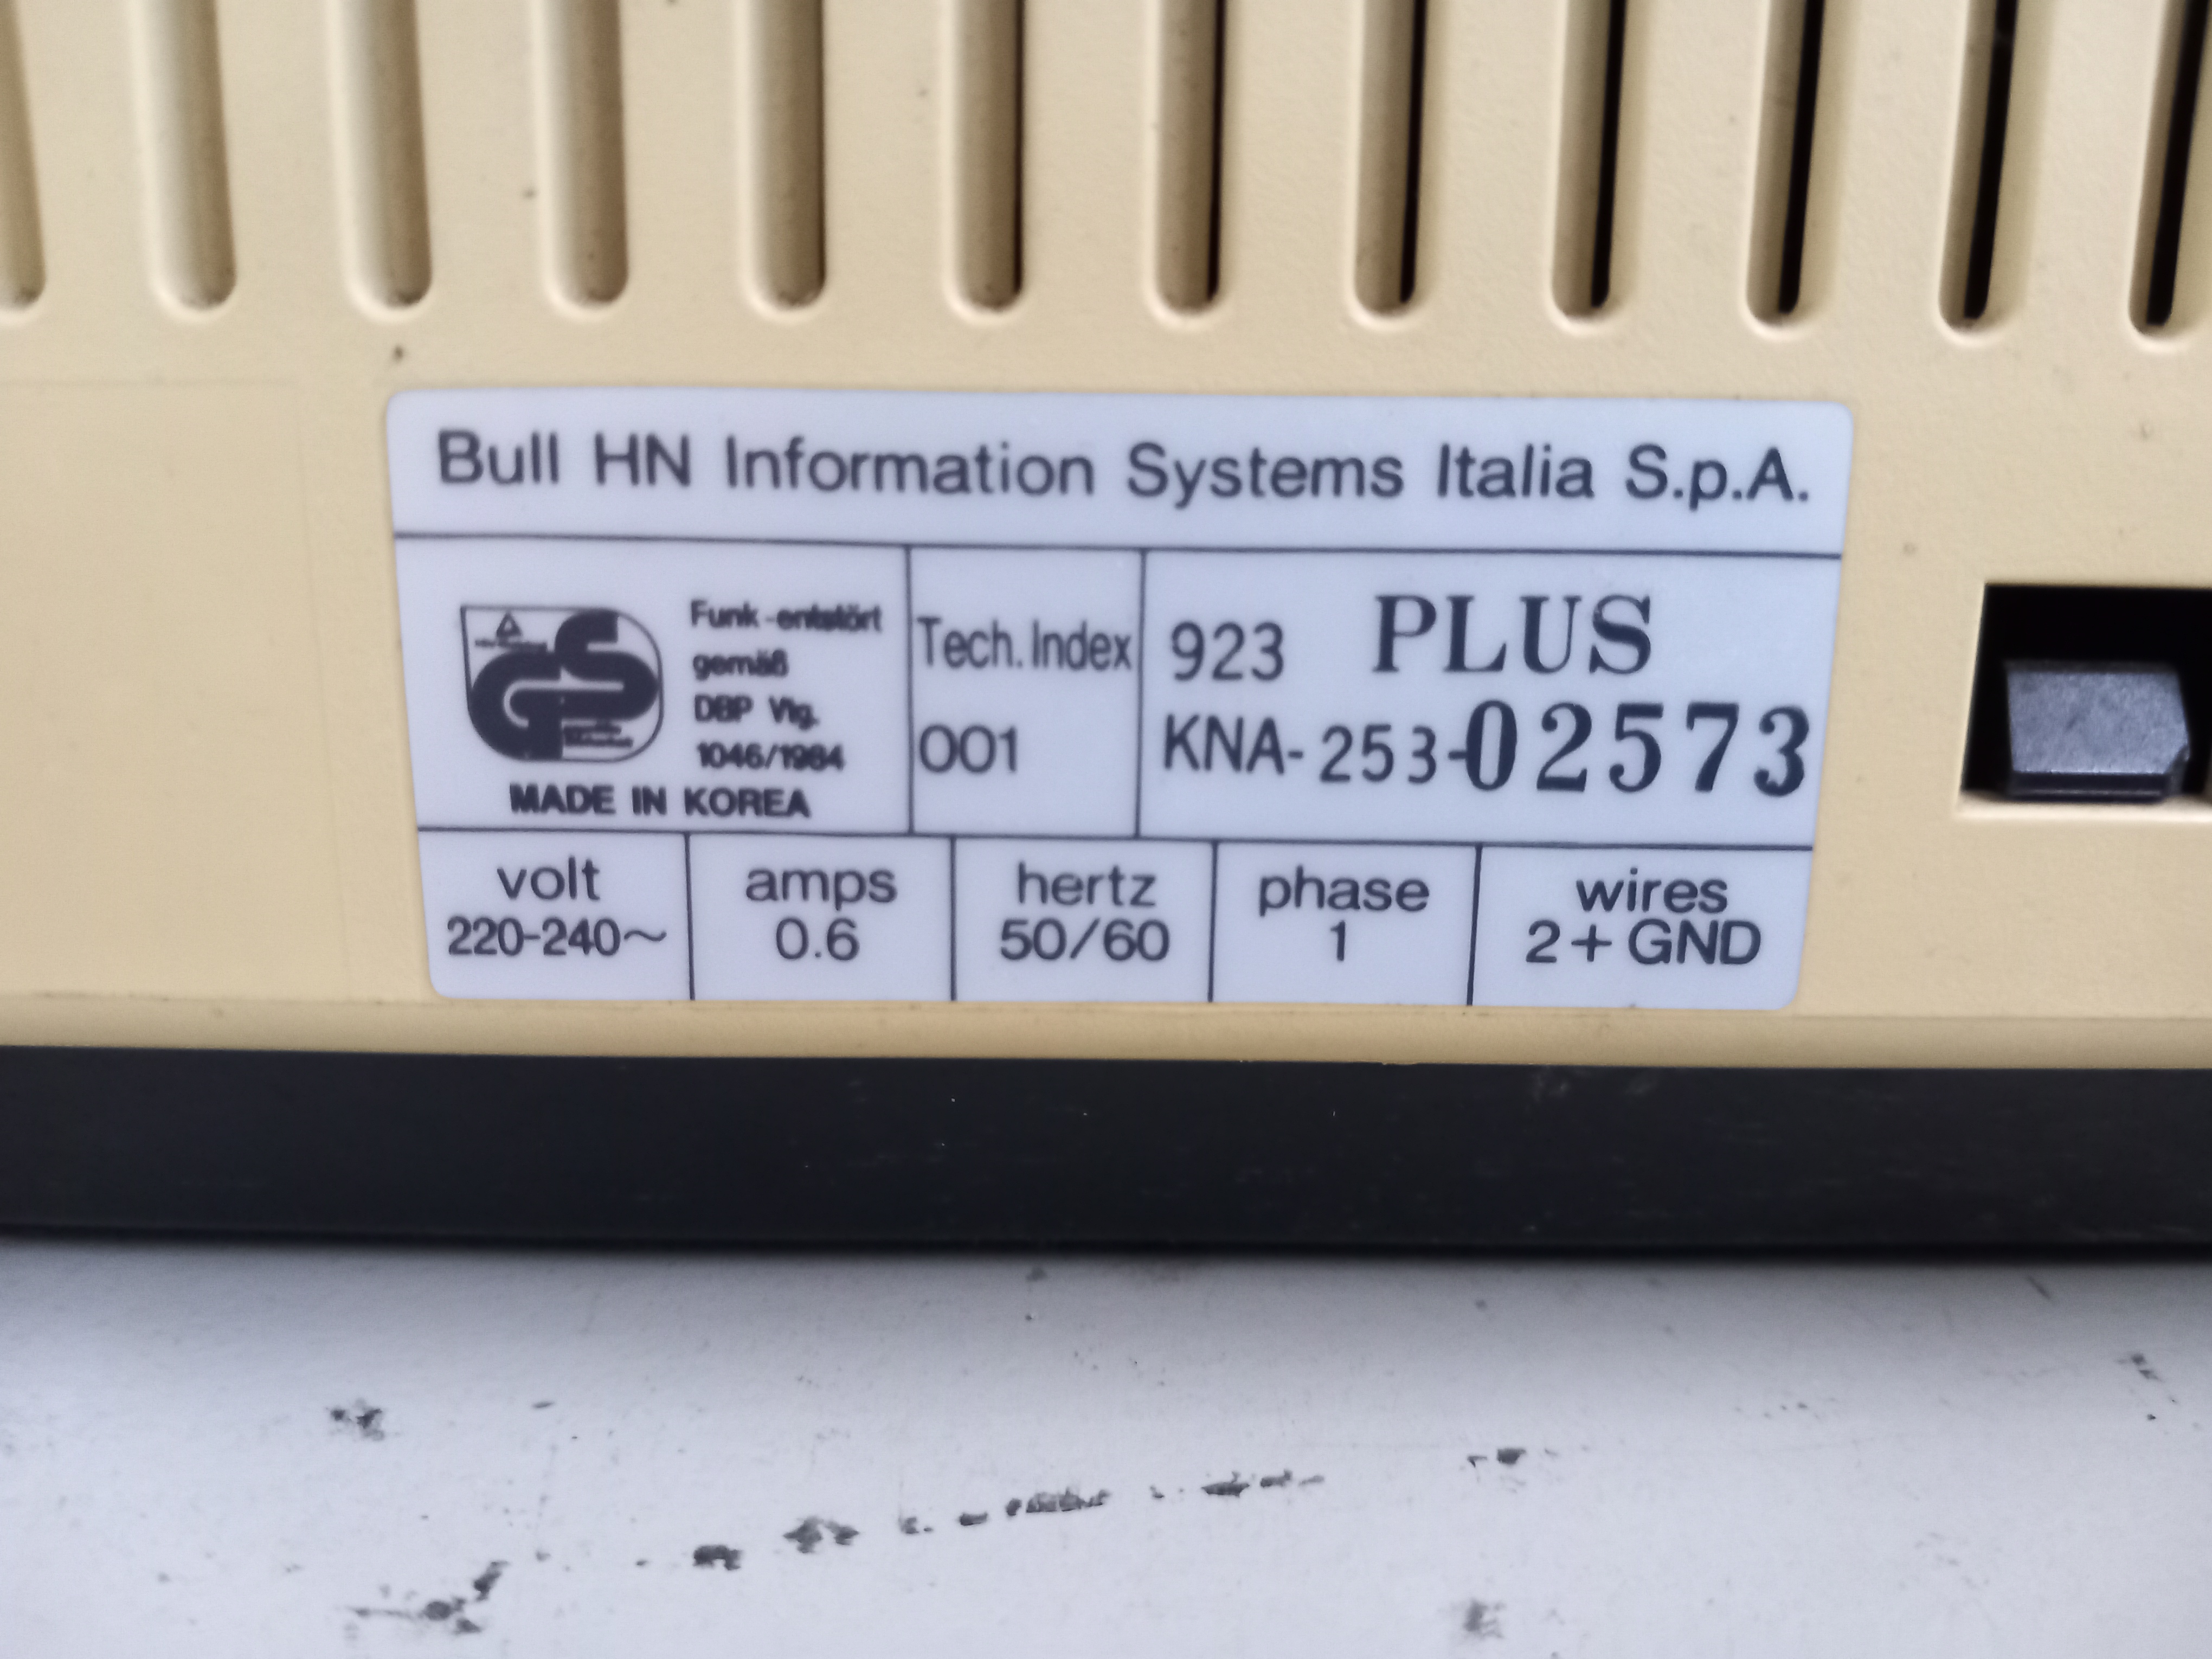 Bull HN Information Systems Italia S.p.A.
GS
Funk-entstört
gemäß
DBP Vfg.
1046/1984
MADE IN KOREA
Tech. Index
001
923 PLUS
KNA-253-02573
volt
220-240~
amps
0.6
hertz
50/60
phase
1
wires
2+GND